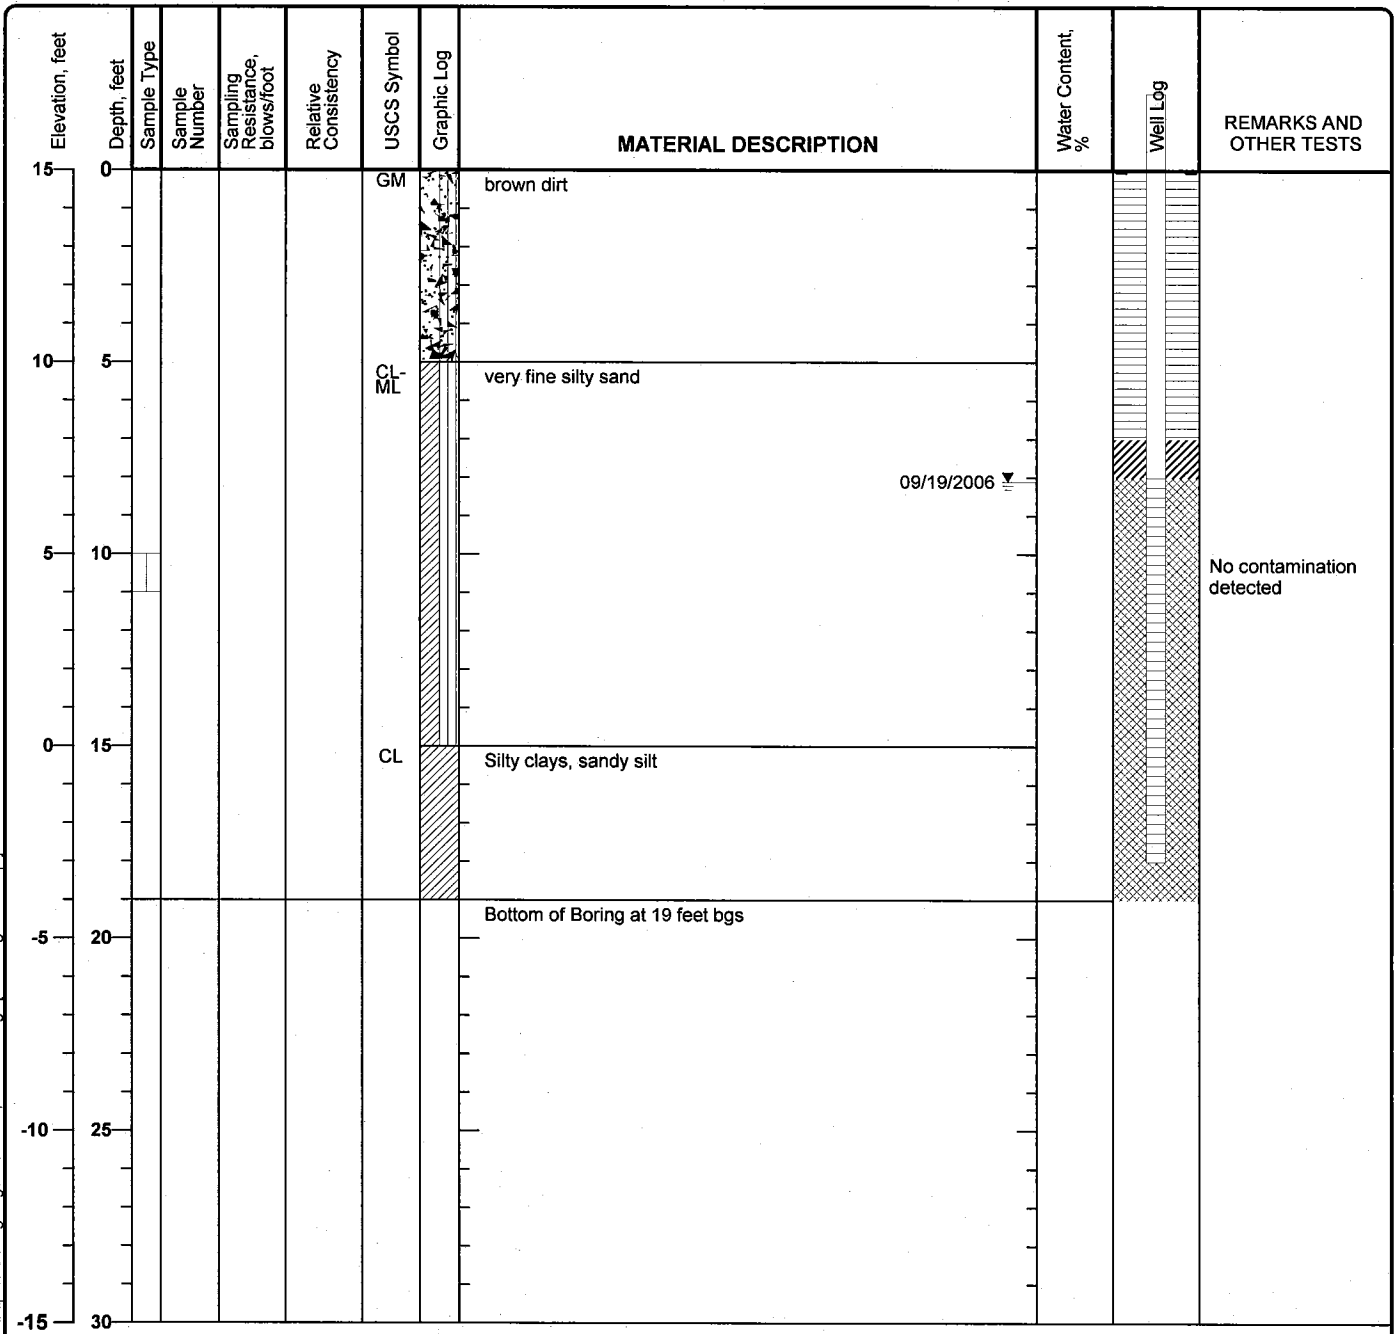 Elevation, feet
Depth, feet
Sample Type
Sample
Number
Sampling
Resistance,
blows/foot
Relative
Consistency
USCS Symbol
Graphic Log
MATERIAL DESCRIPTION
Water Content,
%
Well Log
REMARKS AND
OTHER TESTS
15 0
GM
brown dirt
10 5
CL-
ML
very fine silty sand
09/19/2006
5 10
No contamination
detected
0 15
CL
Silty clays, sandy silt
Bottom of Boring at 19 feet bgs
-5 20
-10 25
-15 30